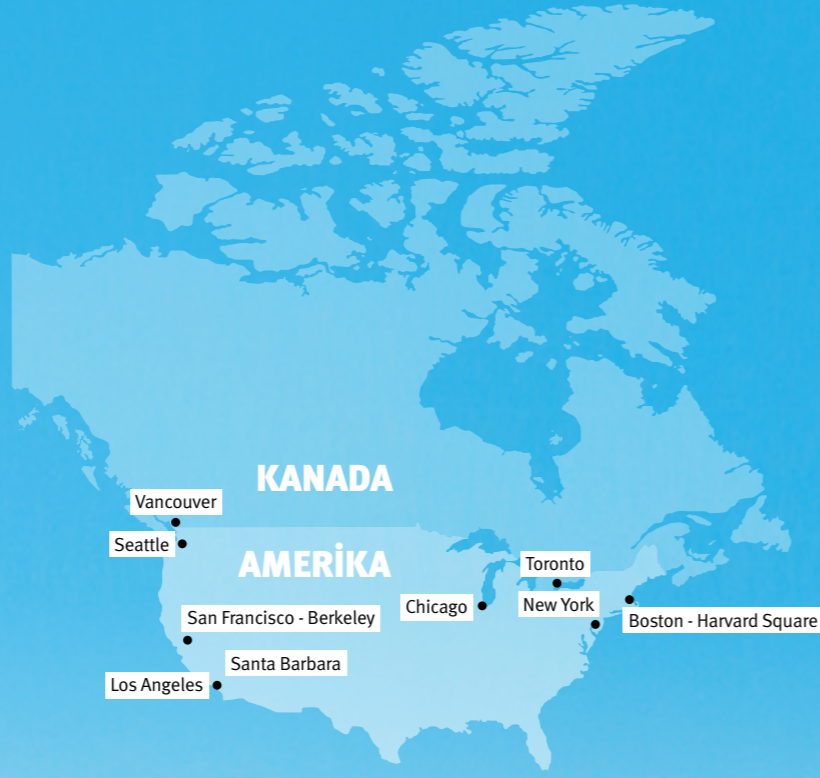 KANADA
Vancouver
Seattle
AMERİKA
Toronto
Chicago
New York
San Francisco - Berkeley
Boston - Harvard Square
Santa Barbara
Los Angeles